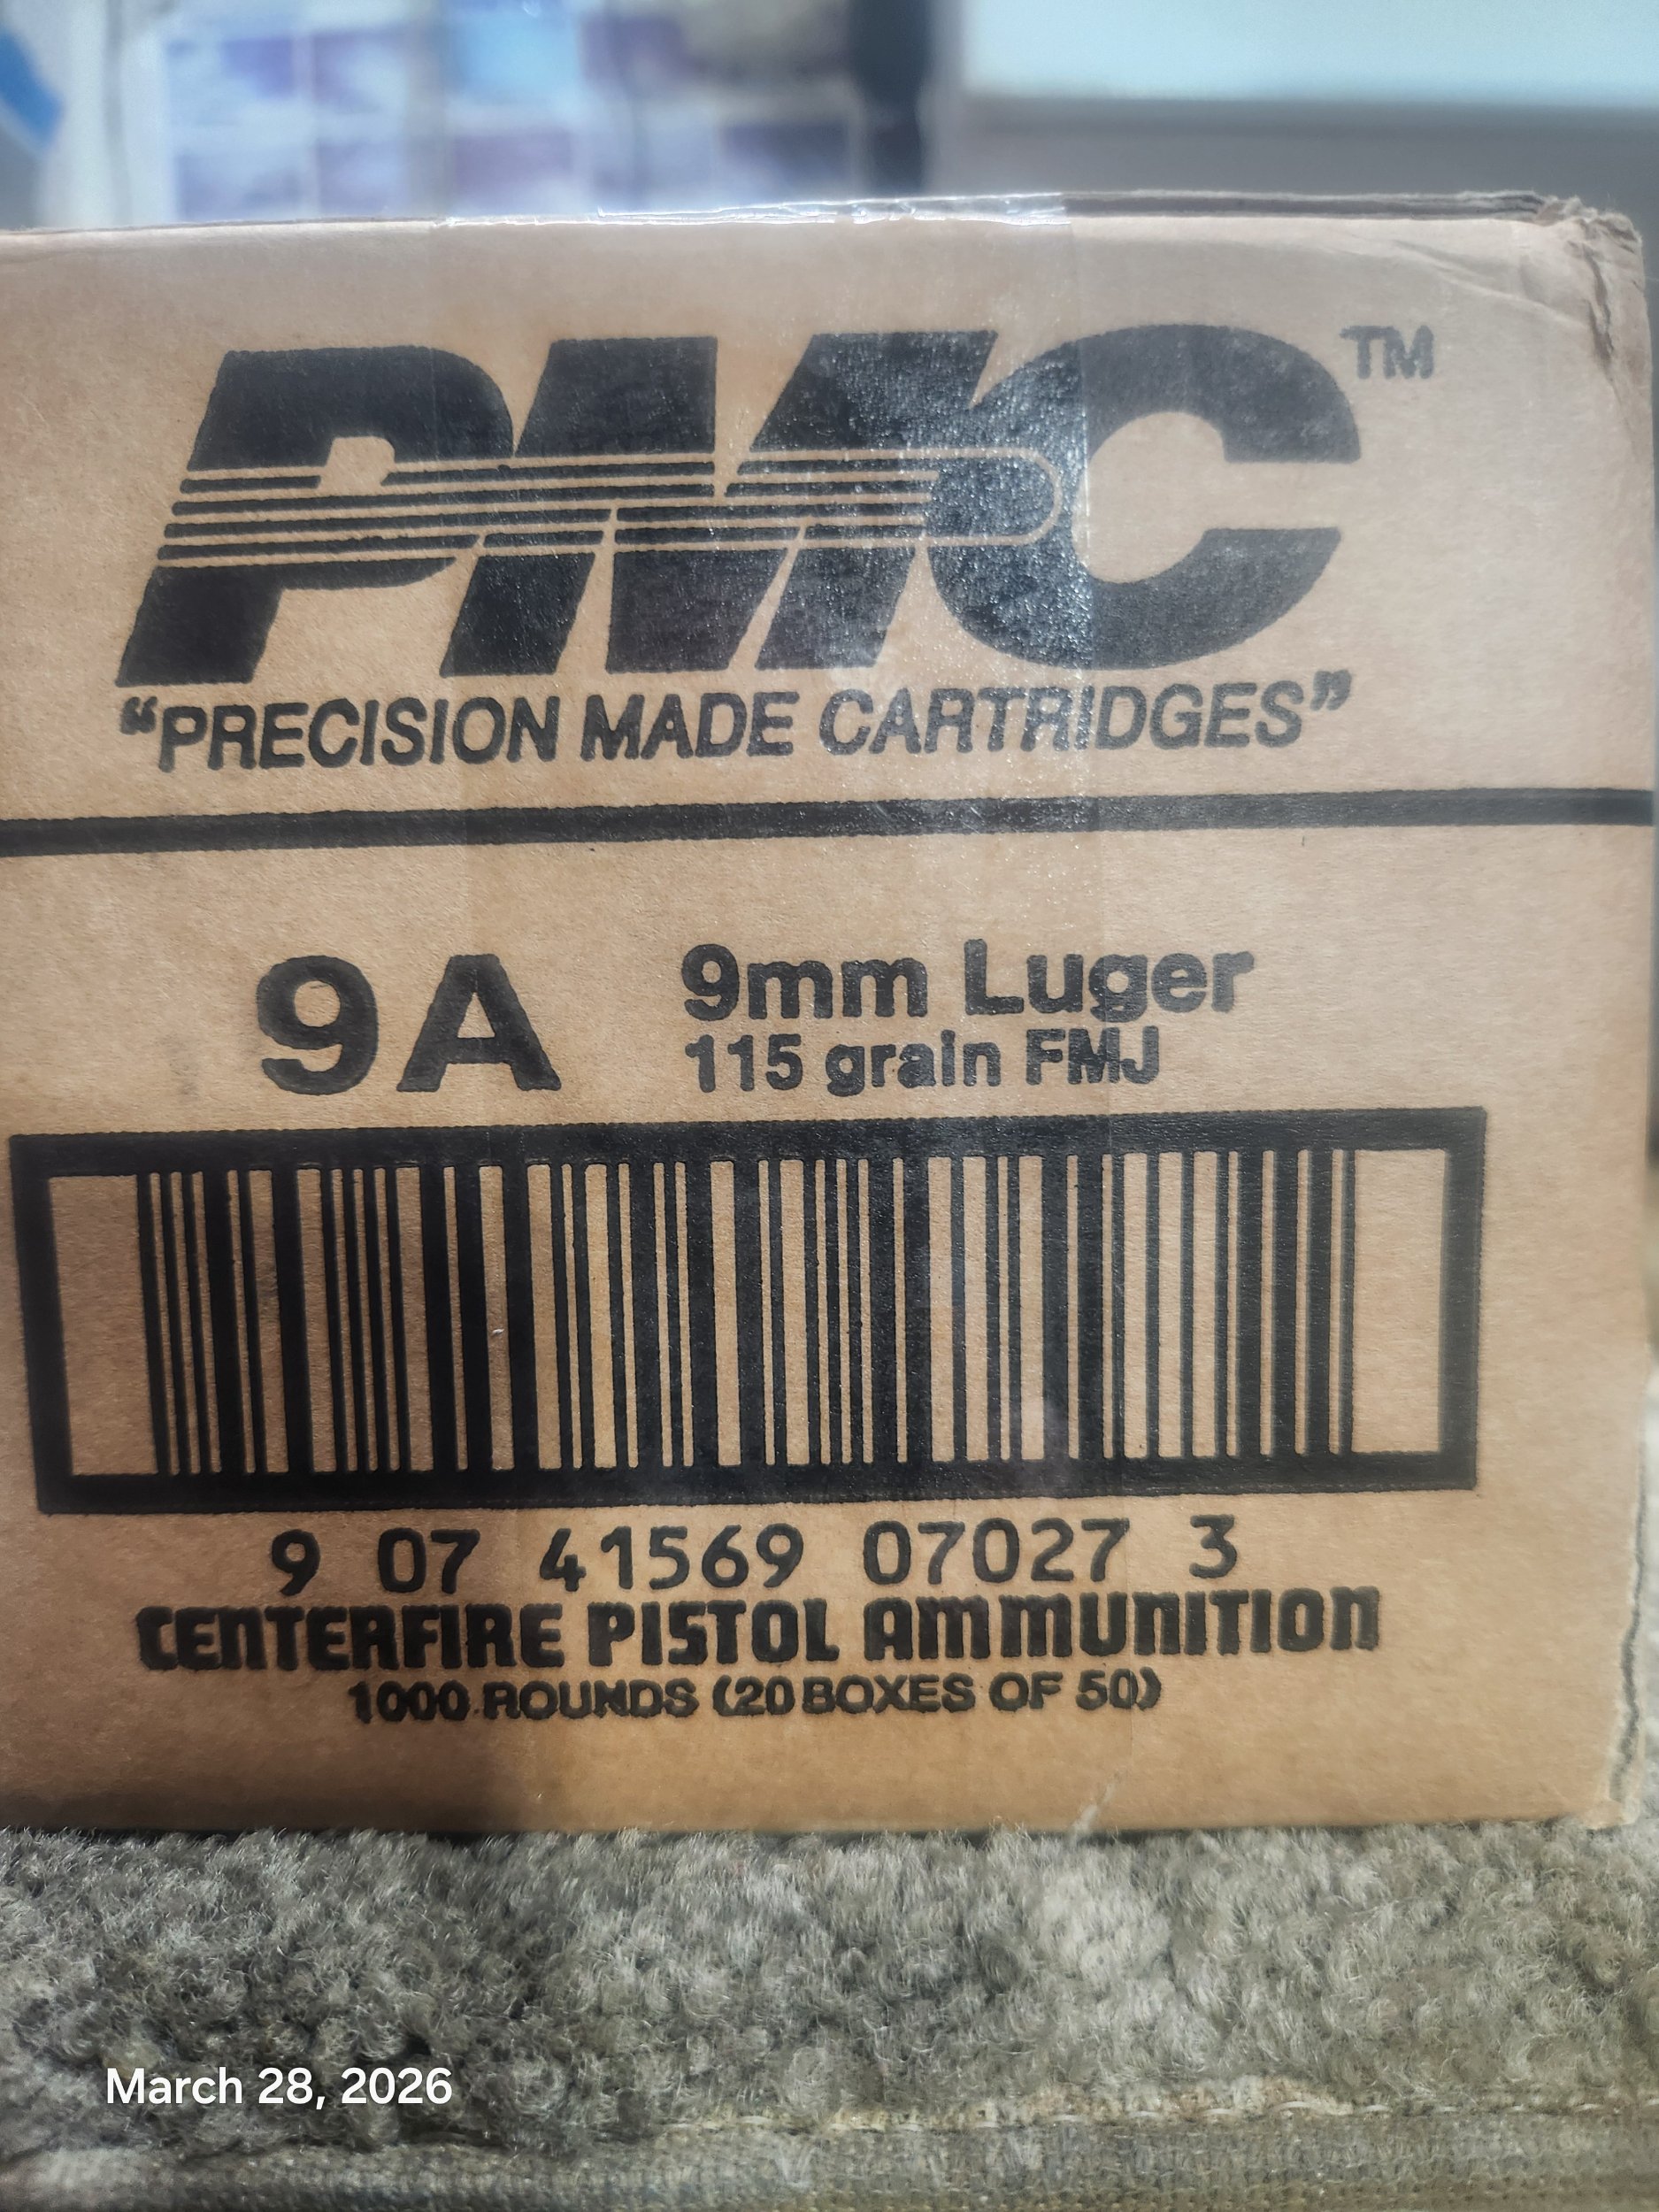 PMC™
"PRECISION MADE CARTRIDGES"
9A
9mm Luger
115 grain FMJ
9 07 41569 07027 3
CENTERFIRE PISTOL AMMUNITION
1000 ROUNDS (20 BOXES OF 50)
March 28, 2026